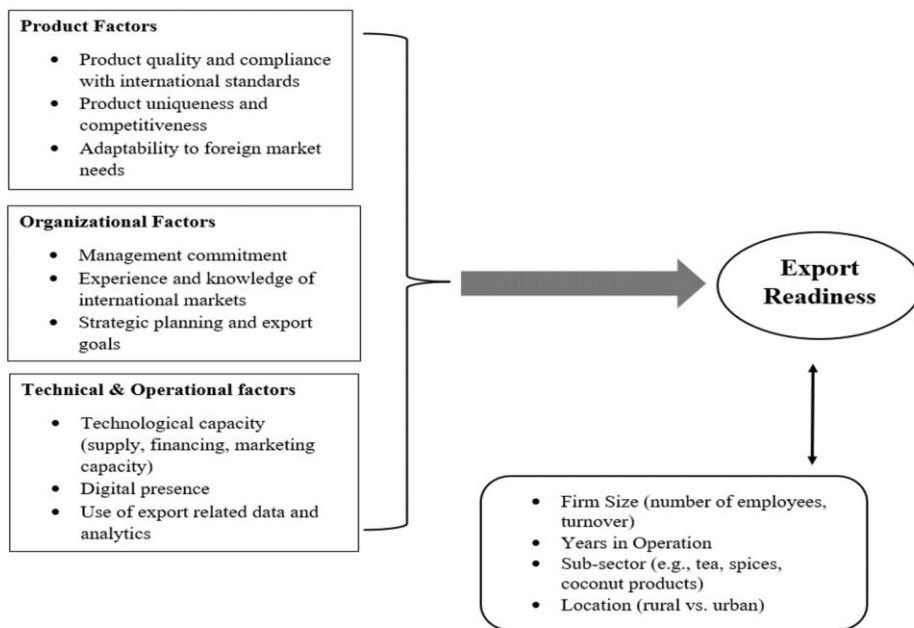 Product Factors
• Product quality and compliance
with international standards
• Product uniqueness and
competitiveness
• Adaptability to foreign market
needs
Organizational Factors
• Management commitment
• Experience and knowledge of
international markets
• Strategic planning and export
goals
Technical & Operational factors
• Technological capacity
(supply, financing, marketing
capacity)
• Digital presence
• Use of export related data and
analytics
Export
Readiness
• Firm Size (number of employees,
turnover)
• Years in Operation
• Sub-sector (e.g., tea, spices,
coconut products)
• Location (rural vs. urban)